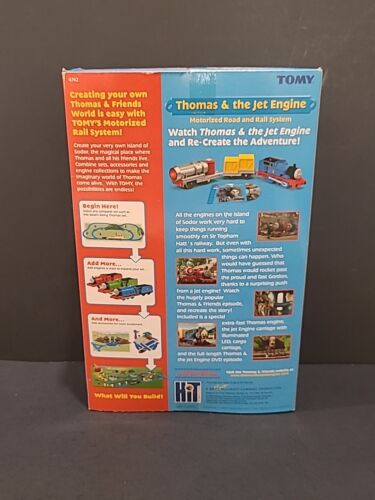 4742
Creating your own
Thomas & Friends
World is easy with
TOMY'S Motorized
Rail System!
Create your very own Island of
Sodor, the magical place where
Thomas and all his friends live.
Combine sets, accessories and
engine collections to make the
imaginary world of Thomas
come alive. With TOMY, the
possibilities are endless!
Begin Here!
Add More...
And More...
What Will You Build?
TOMY
Thomas & the Jet Engine
Motorized Road and Rail System
Watch Thomas & the Jet Engine
and Re-Create the Adventure!
All the engines on the Island
of Sodor work very hard to
keep things running
smoothly on Sir Topham
Hatt's railway. But even with
all this hard work, sometimes unexpected
things can happen. Who
would have guessed that
Thomas would rocket past
the proud and fast Gordon,
thanks to a surprising push
from a jet engine? Watch
the hugely popular
Thomas & Friends episode,
and recreate the story!
Included is a special
extra-fast Thomas engine,
the Jet Engine carriage with
illuminated
LED, cargo
carriage,
and the full-length Thomas &
the Jet Engine DVD episode.
HiT